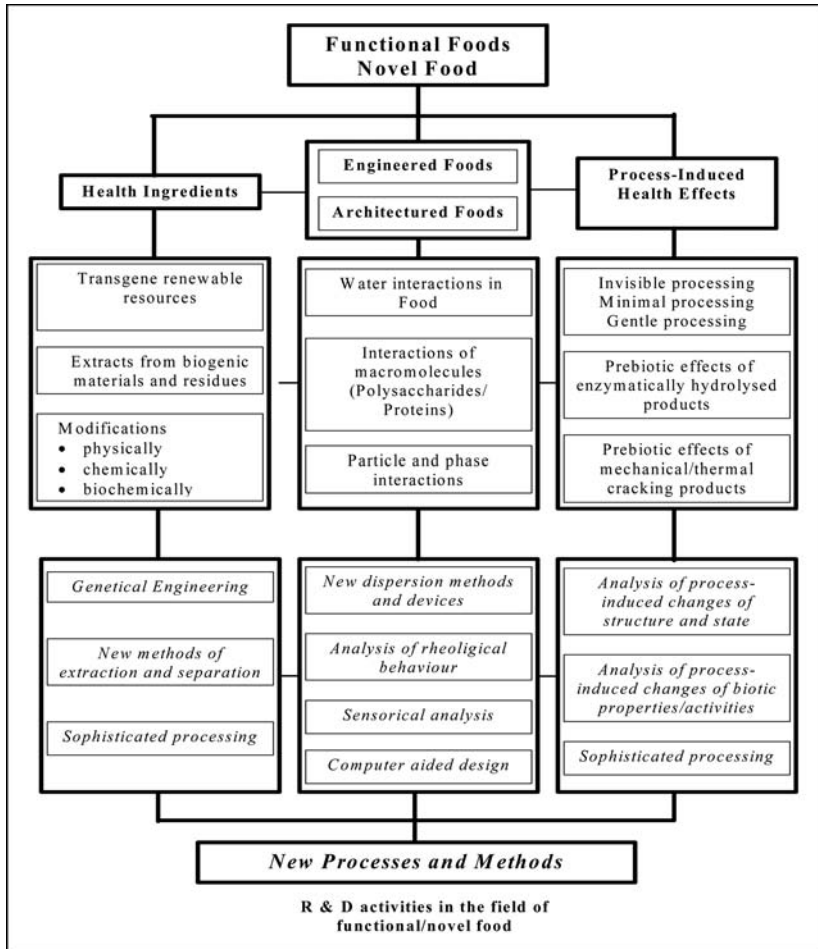 Functional Foods
Novel Food
Health Ingredients
Engineered Foods
Architectured Foods
Process-Induced
Health Effects
Transgene renewable
resources
Extracts from biogenic
materials and residues
Modifications
• physically
• chemically
• biochemically
Water interactions in
Food
Interactions of
macromolecules
(Polysaccharides/
Proteins)
Particle and phase
interactions
Invisible processing
Minimal processing
Gentle processing
Prebiotic effects of
enzymatically hydrolysed
products
Prebiotic effects of
mechanical/thermal
cracking products
Genetical Engineering
New methods of
extraction and separation
Sophisticated processing
New dispersion methods
and devices
Analysis of rheoligical
behaviour
Sensorical analysis
Computer aided design
Analysis of process-
induced changes of
structure and state
Analysis of process-
induced changes of biotic
properties/activities
Sophisticated processing
New Processes and Methods
R & D activities in the field of
functional/novel food